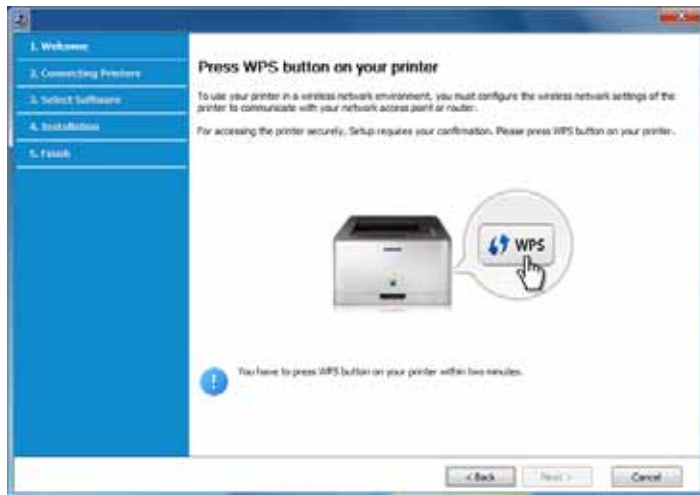 1. Welcome
2. Connecting Printers
3. Select Software
4. Installation
5. Finish
Press WPS button on your printer
To use your printer in a wireless network environment, you must configure the wireless network settings of the
printer to communicate with your network access point or router.
For accessing the printer securely, Setup requires your confirmation. Please press WPS button on your printer.
WPS
You have to press WPS button on your printer within two minutes.
< Back
Next >
Cancel